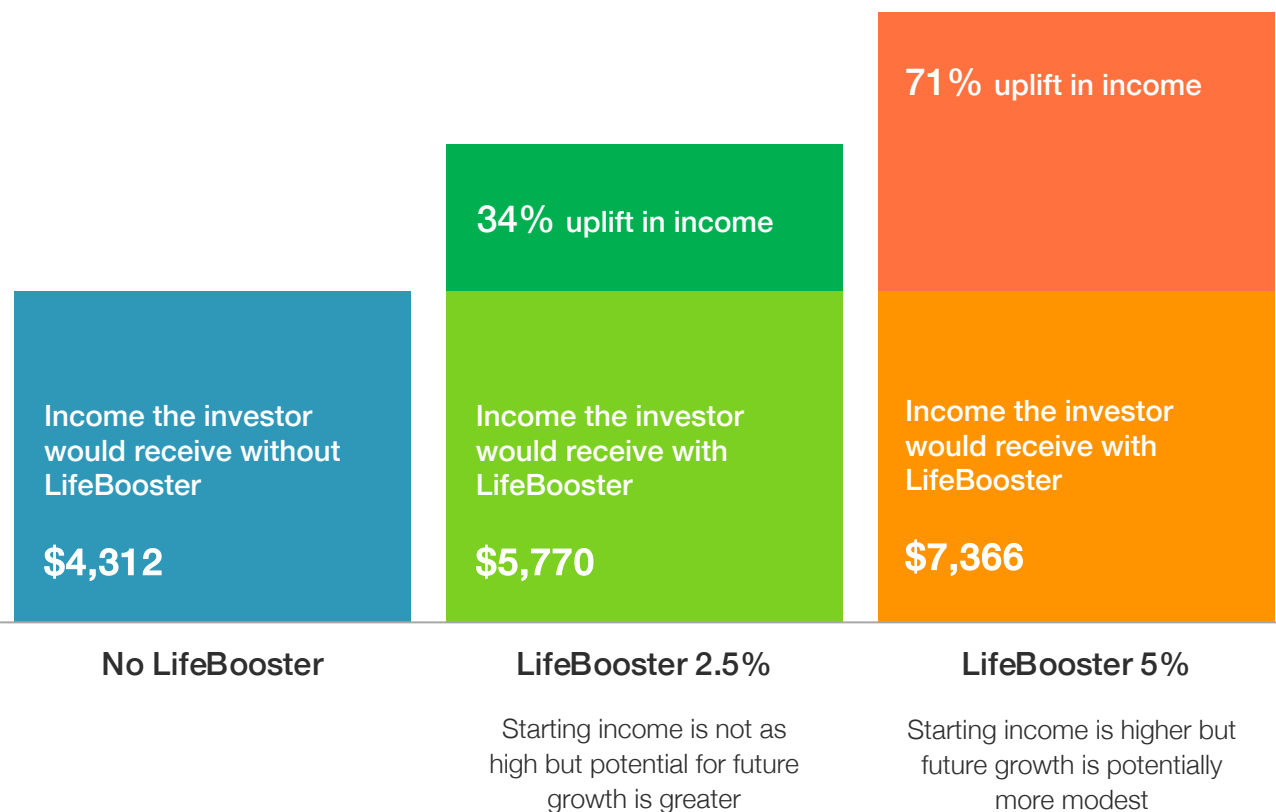 71% uplift in income
34% uplift in income
Income the investor
would receive without
LifeBooster
$4,312
Income the investor
would receive with
LifeBooster
$5,770
Income the investor
would receive with
LifeBooster
$7,366
No LifeBooster
LifeBooster 2.5%
Starting income is not as
high but potential for future
growth is greater
LifeBooster 5%
Starting income is higher but
future growth is potentially
more modest